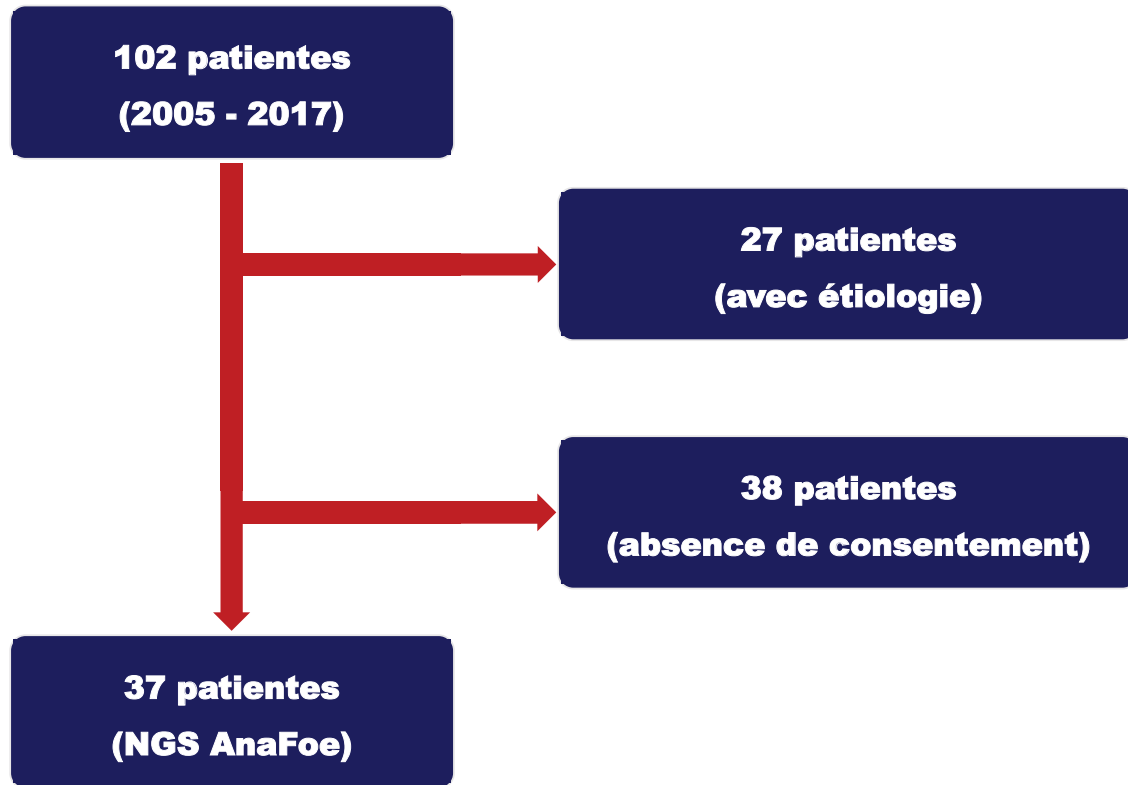 102 patientes
(2005 - 2017)
27 patientes
(avec étiologie)
38 patientes
(absence de consentement)
37 patientes
(NGS AnaFoe)